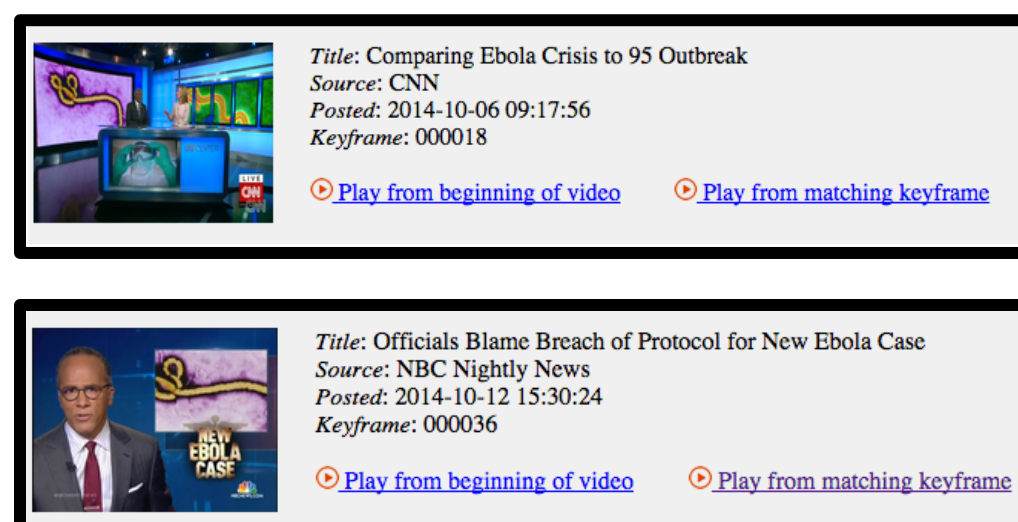 Title: Comparing Ebola Crisis to 95 Outbreak
Source: CNN
Posted: 2014-10-06 09:17:56
Keyframe: 000018
LIVE
CNN
Play from beginning of video
Play from matching keyframe
Title: Officials Blame Breach of Protocol for New Ebola Case
Source: NBC Nightly News
Posted: 2014-10-12 15:30:24
Keyframe: 000036
NEW
EBOLA
CASE
Play from beginning of video
Play from matching keyframe